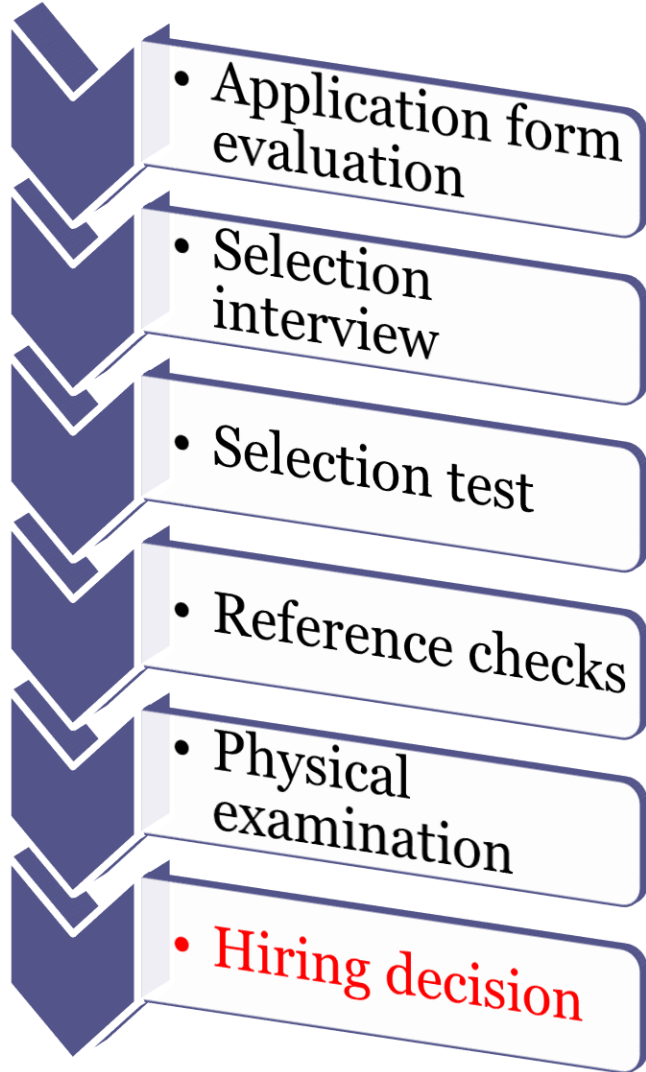 • Application form
evaluation
• Selection
interview
• Selection test
• Reference checks
• Physical
examination
• Hiring decision